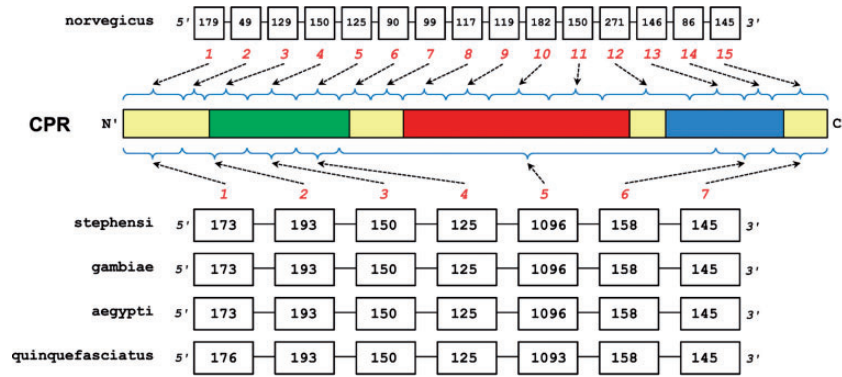 norvegicus 5' 179 49 129 150 125 90 99 117 119 182 150 271 146 86 145 3'
1 2 3 4 5 6 7 8 9 10 11 12 13 14 15
CPR N' C
1 2 3 4 5 6 7
stephensi 5' 173 193 150 125 1096 158 145 3'
gambiae 5' 173 193 150 125 1096 158 145 3'
aegypti 5' 173 193 150 125 1096 158 145 3'
quinquefasciatus 5' 176 193 150 125 1093 158 145 3'